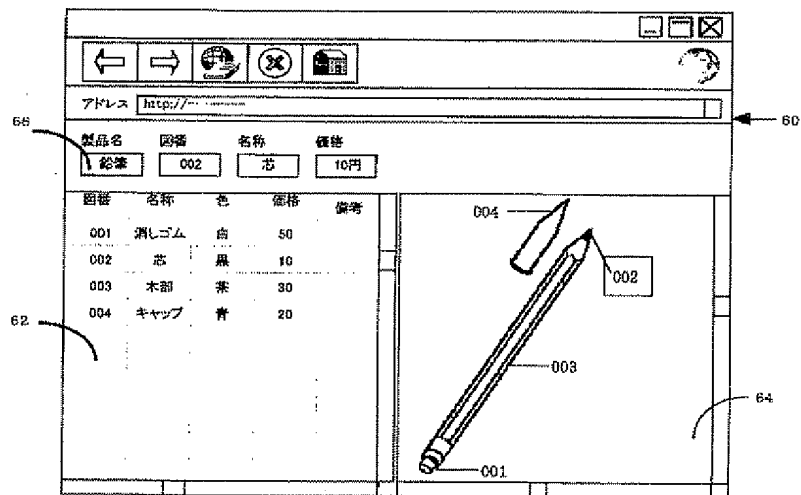 アドレス http://
66
60
製品名 図番 名称 価格
鉛筆 002 芯 10円
図番 名称 色 価格 備考
001 消しゴム 白 50
002 芯 黒 10
003 木部 茶 30
004 キャップ 青 20
62
004
002
003
64
001